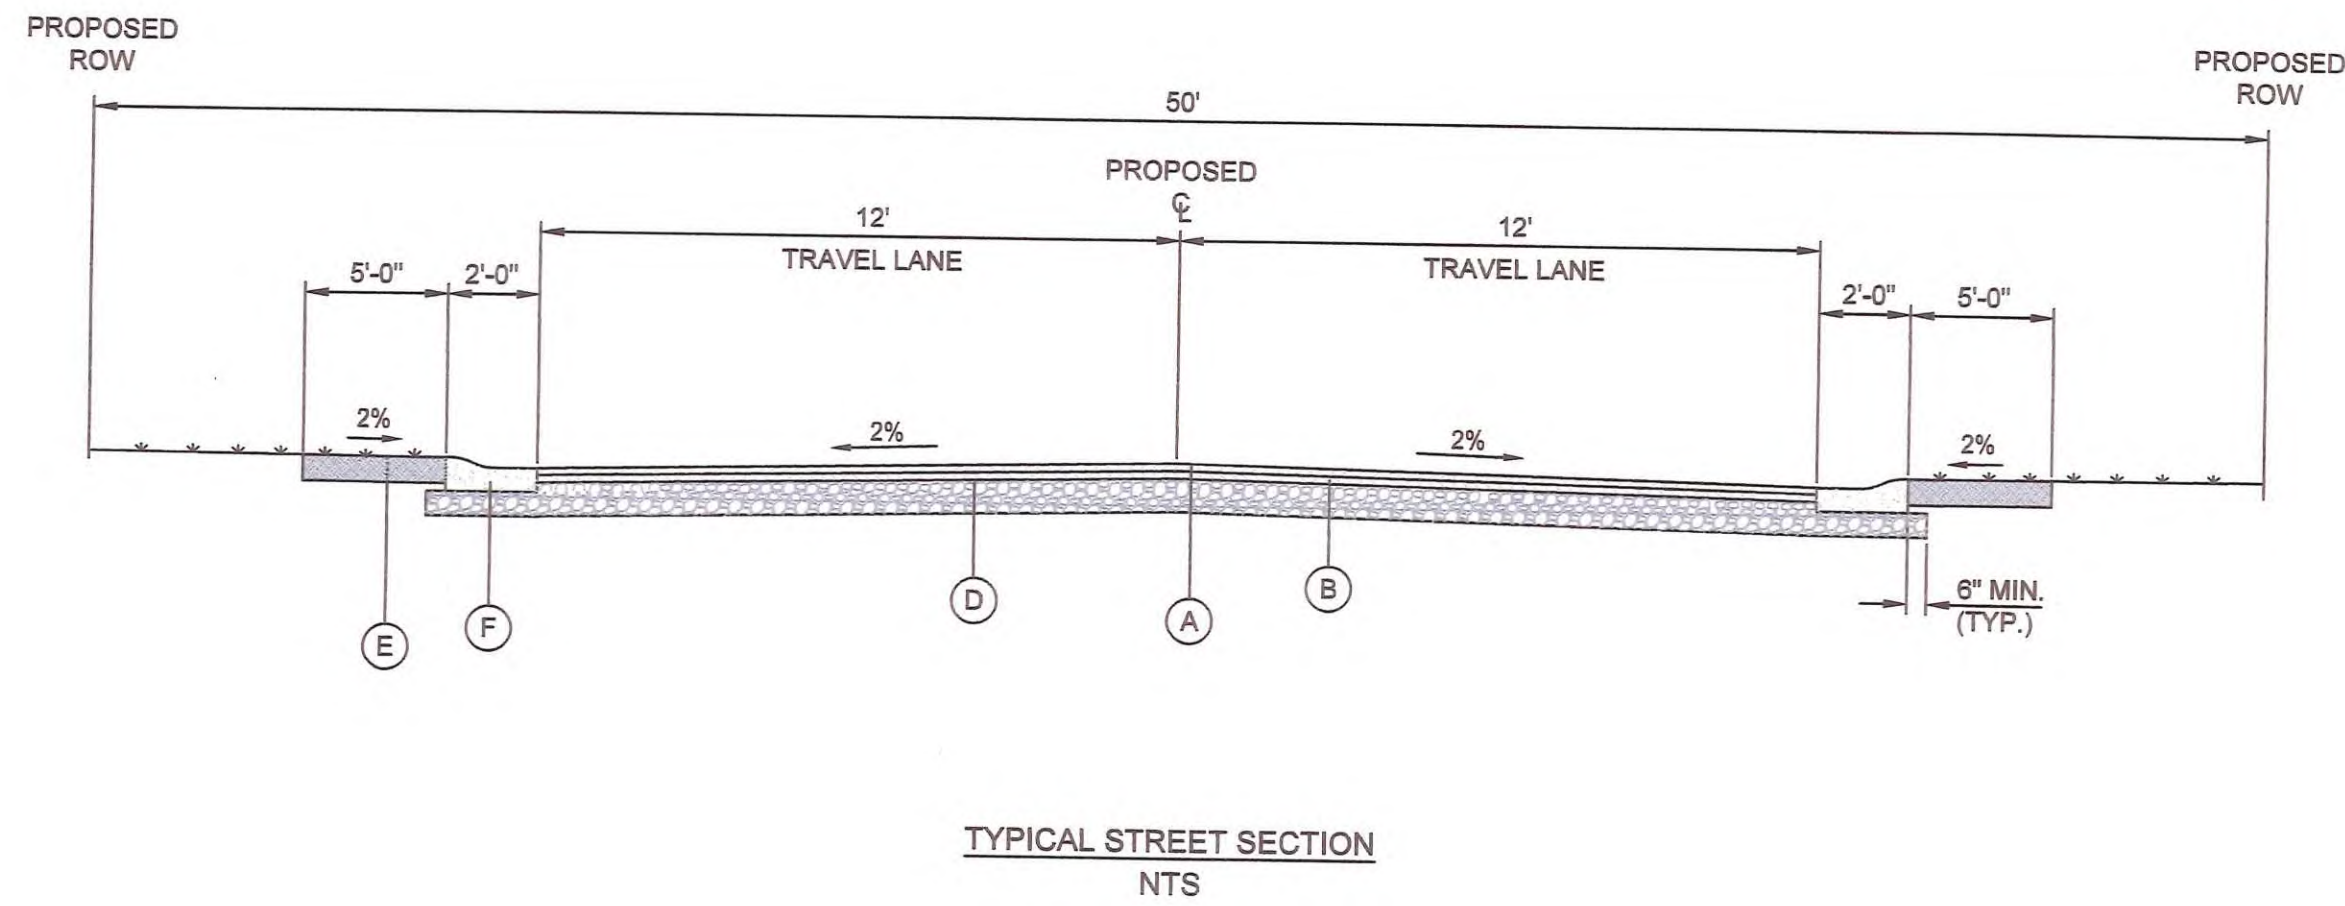 PROPOSED
ROW
PROPOSED
ROW
50'
PROPOSED
℄
12'
TRAVEL LANE
12'
TRAVEL LANE
5'-0"
2'-0"
2'-0"
5'-0"
2%
2%
2%
2%
E
F
D
A
B
6" MIN.
(TYP.)
TYPICAL STREET SECTION
NTS